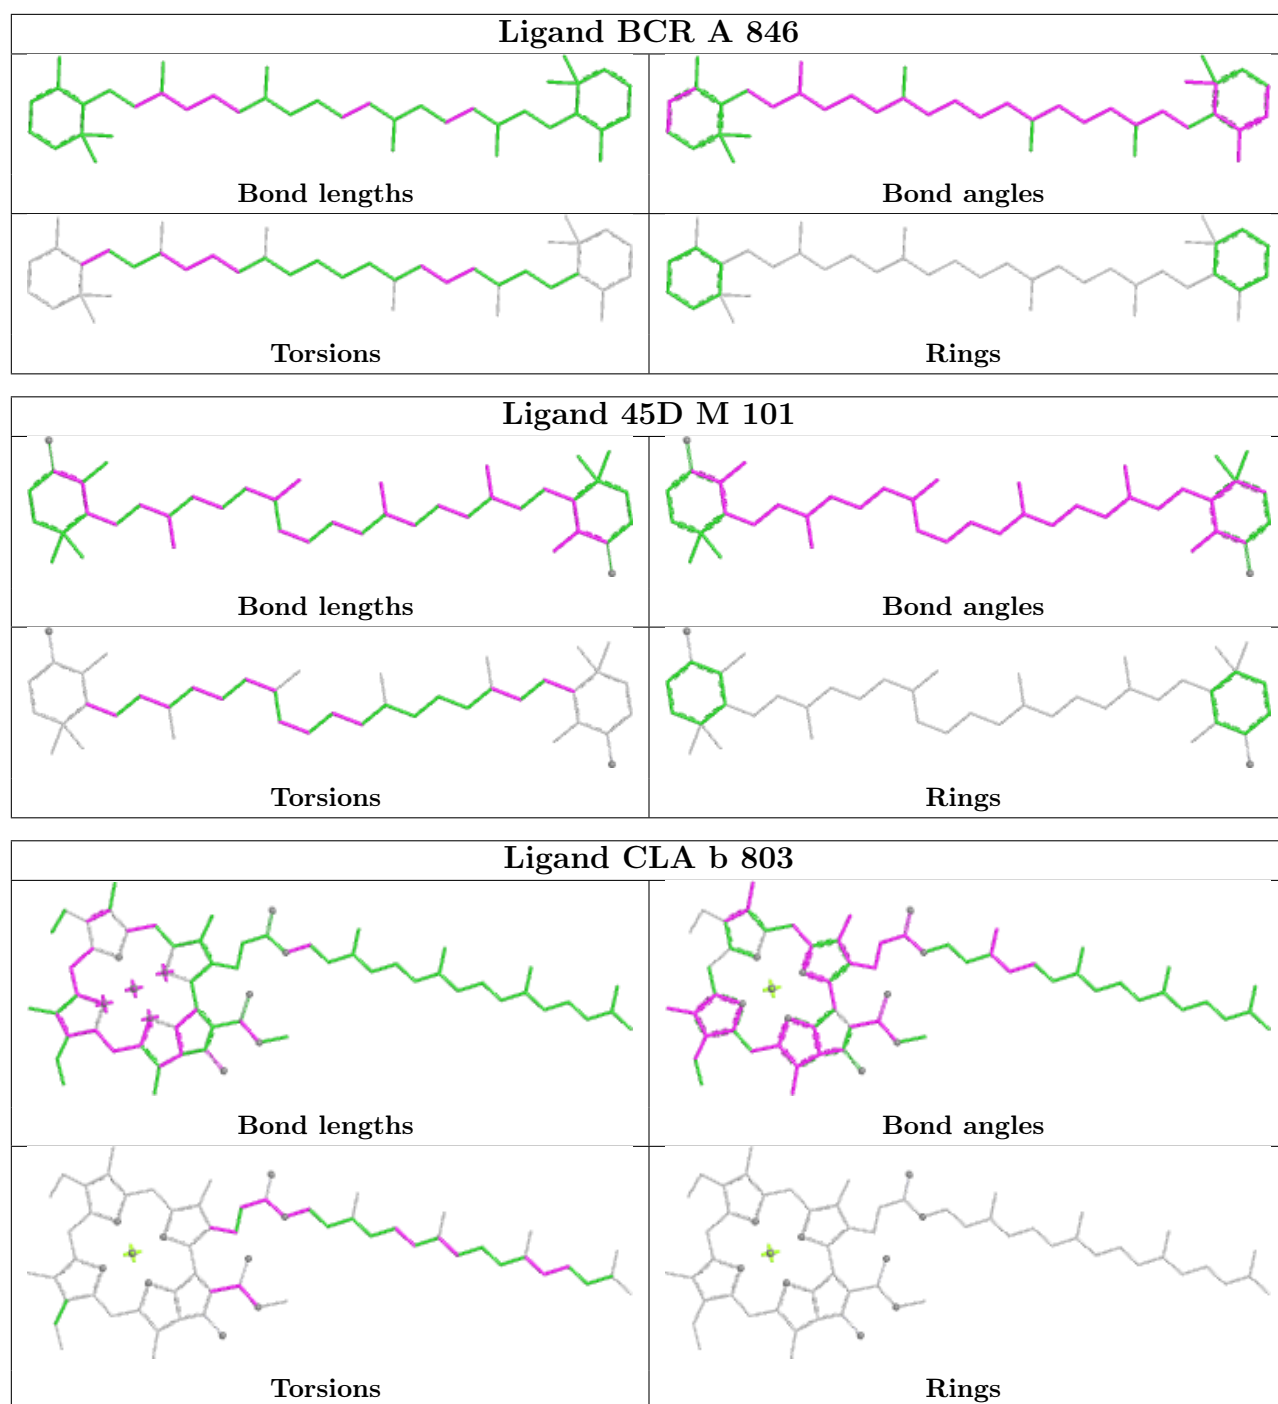 Ligand BCR A 846
Bond lengths
Bond angles
Torsions
Rings
Ligand 45D M 101
Bond lengths
Bond angles
Torsions
Rings
Ligand CLA b 803
Bond lengths
Bond angles
Torsions
Rings